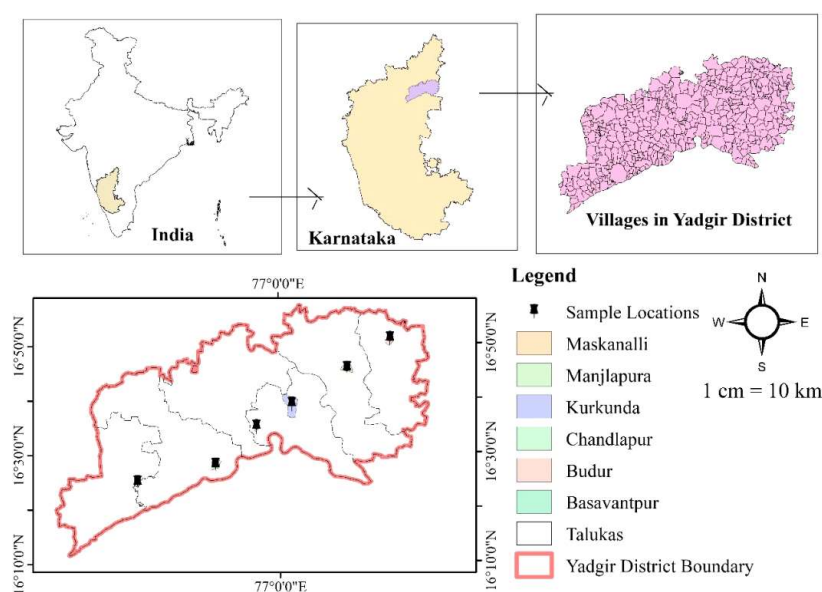 India
Karnataka
Villages in Yadgir District
77°0'0"E
16°50'0"N
16°30'0"N
16°10'0"N
16°50'0"N
16°30'0"N
16°10'0"N
77°0'0"E
Legend
Sample Locations
Maskanalli
Manjlapura
Kurkunda
Chandlapur
Budur
Basavantpur
Talukas
Yadgir District Boundary
N
W
E
S
1 cm = 10 km